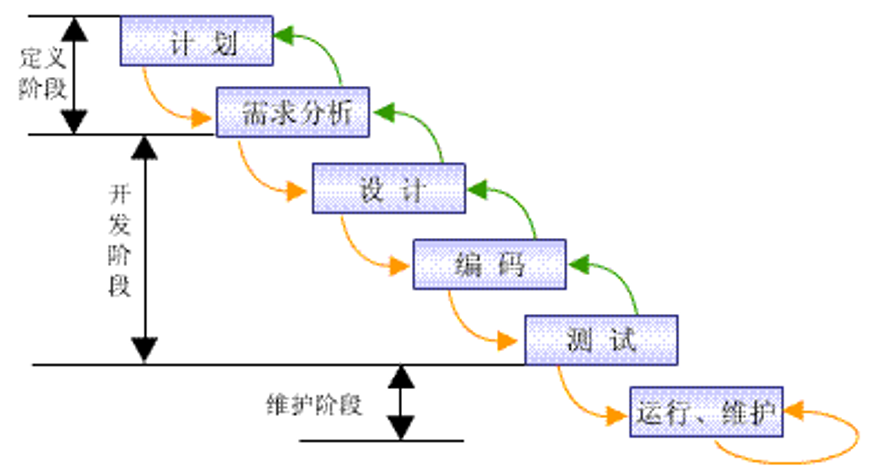 计 划
定义
阶段
需求分析
设 计
开
发
阶
段
编 码
测 试
维护阶段
运行、维护